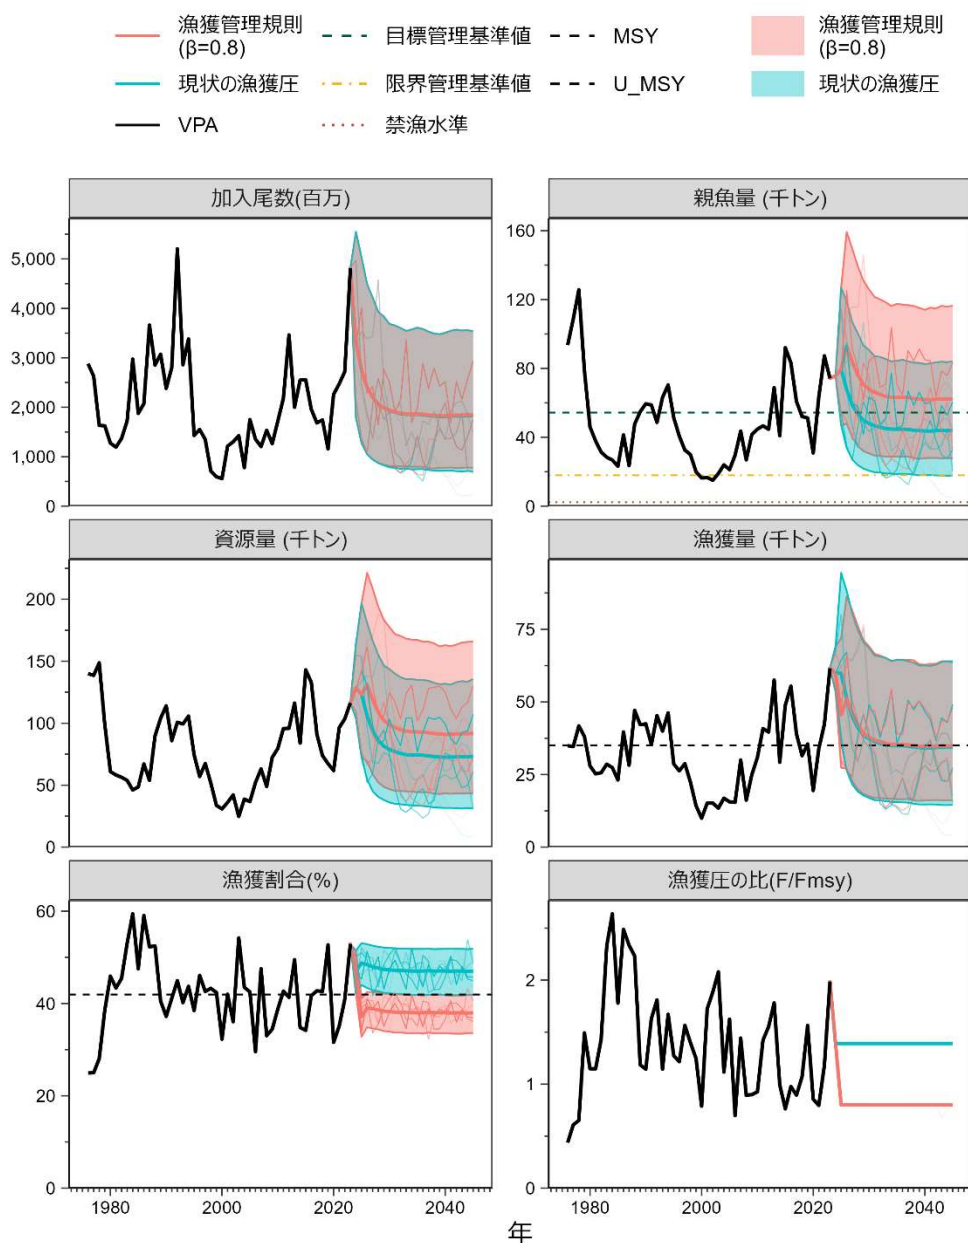 漁獲管理規則
(β=0.8)
目標管理基準値
MSY
漁獲管理規則
(β=0.8)
現状の漁獲圧
限界管理基準値
U_MSY
現状の漁獲圧
VPA
禁漁水準
加入尾数(百万)
5,000
4,000
3,000
2,000
1,000
0
親魚量 (千トン)
160
120
80
40
0
資源量 (千トン)
200
150
100
50
0
漁獲量 (千トン)
75
50
25
0
漁獲割合(%)
60
40
20
0
1980 2000 2020 2040
漁獲圧の比(F/Fmsy)
2
1
0
1980 2000 2020 2040
年